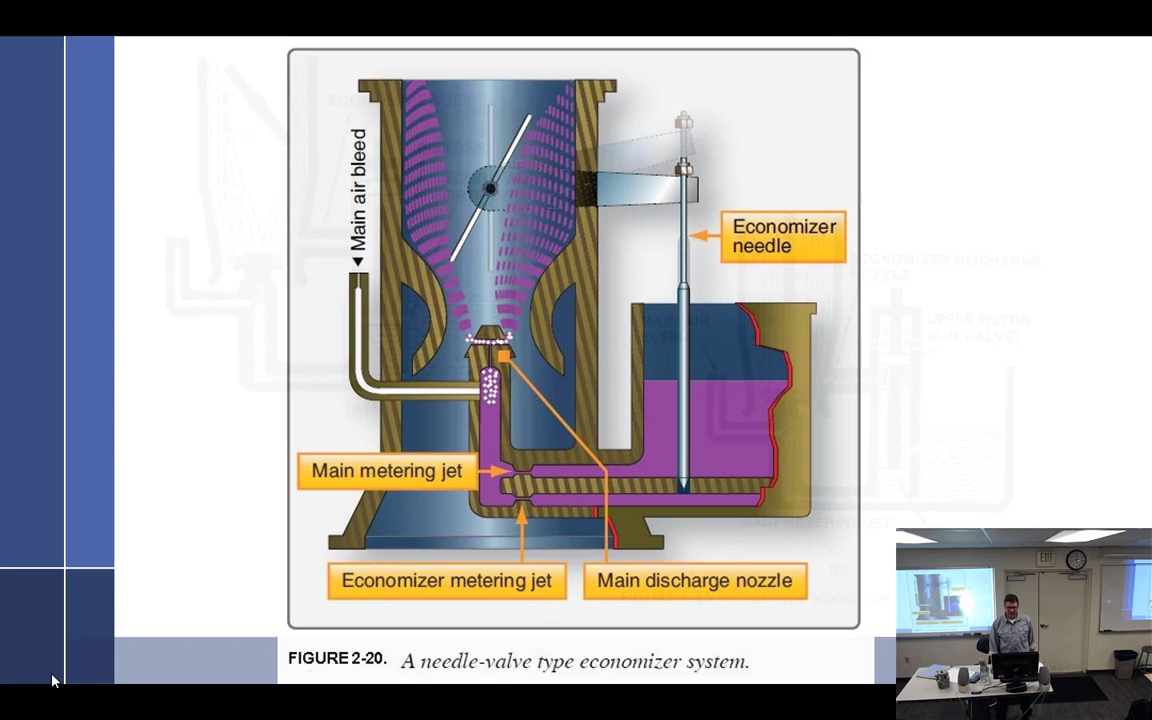 Main air bleed
Economizer
needle
Main metering jet
Economizer metering jet
Main discharge nozzle
FIGURE 2-20. A needle-valve type economizer system.
EXIT